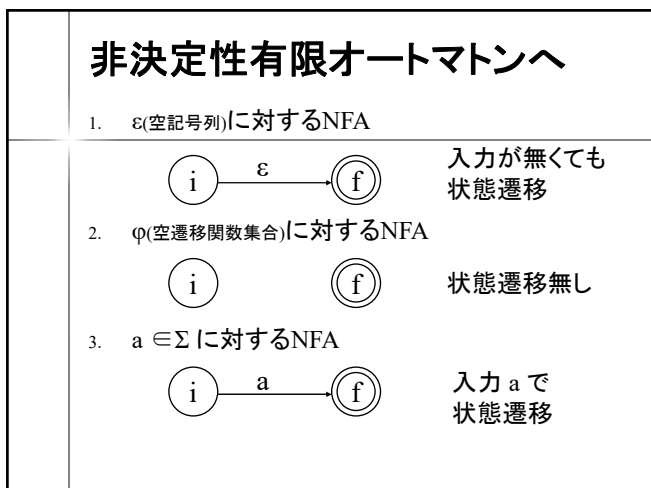 非決定性有限オートマトンへ
1. ε(空記号列)に対するNFA
i ε f
入力が無くても
状態遷移
2. φ(空遷移関数集合)に対するNFA
i f 状態遷移無し
3. a ∈Σ に対するNFA
i a f
入力 a で
状態遷移